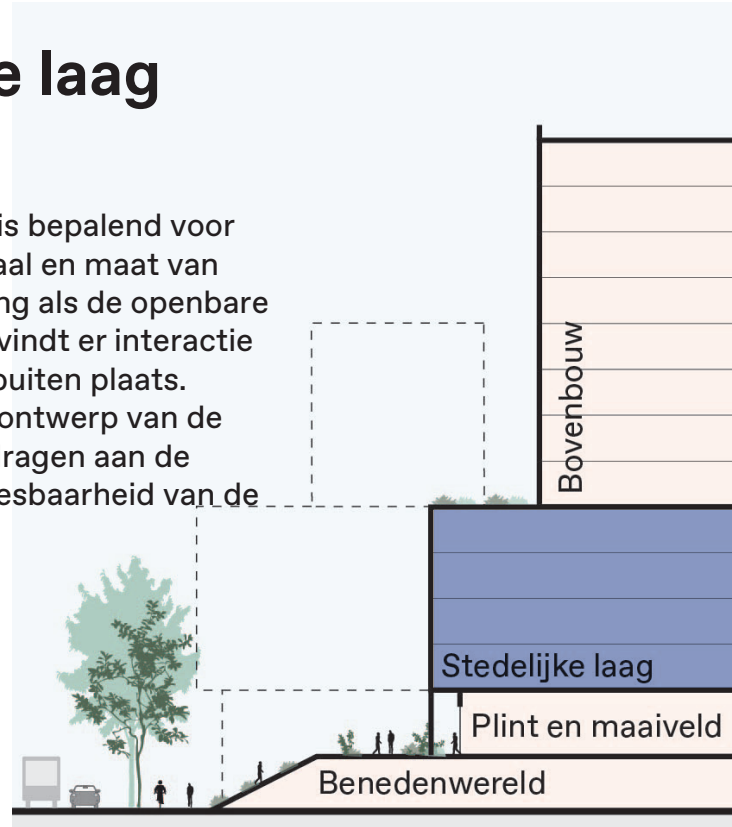 e laag
is bepalend voor
aal en maat van
ng als de openbare
vindt er interactie
buiten plaats.
ontwerp van de
ragen aan de
esbaarheid van de
Bovenbouw
Stedelijke laag
Plint en maaiveld
Benedenwereld